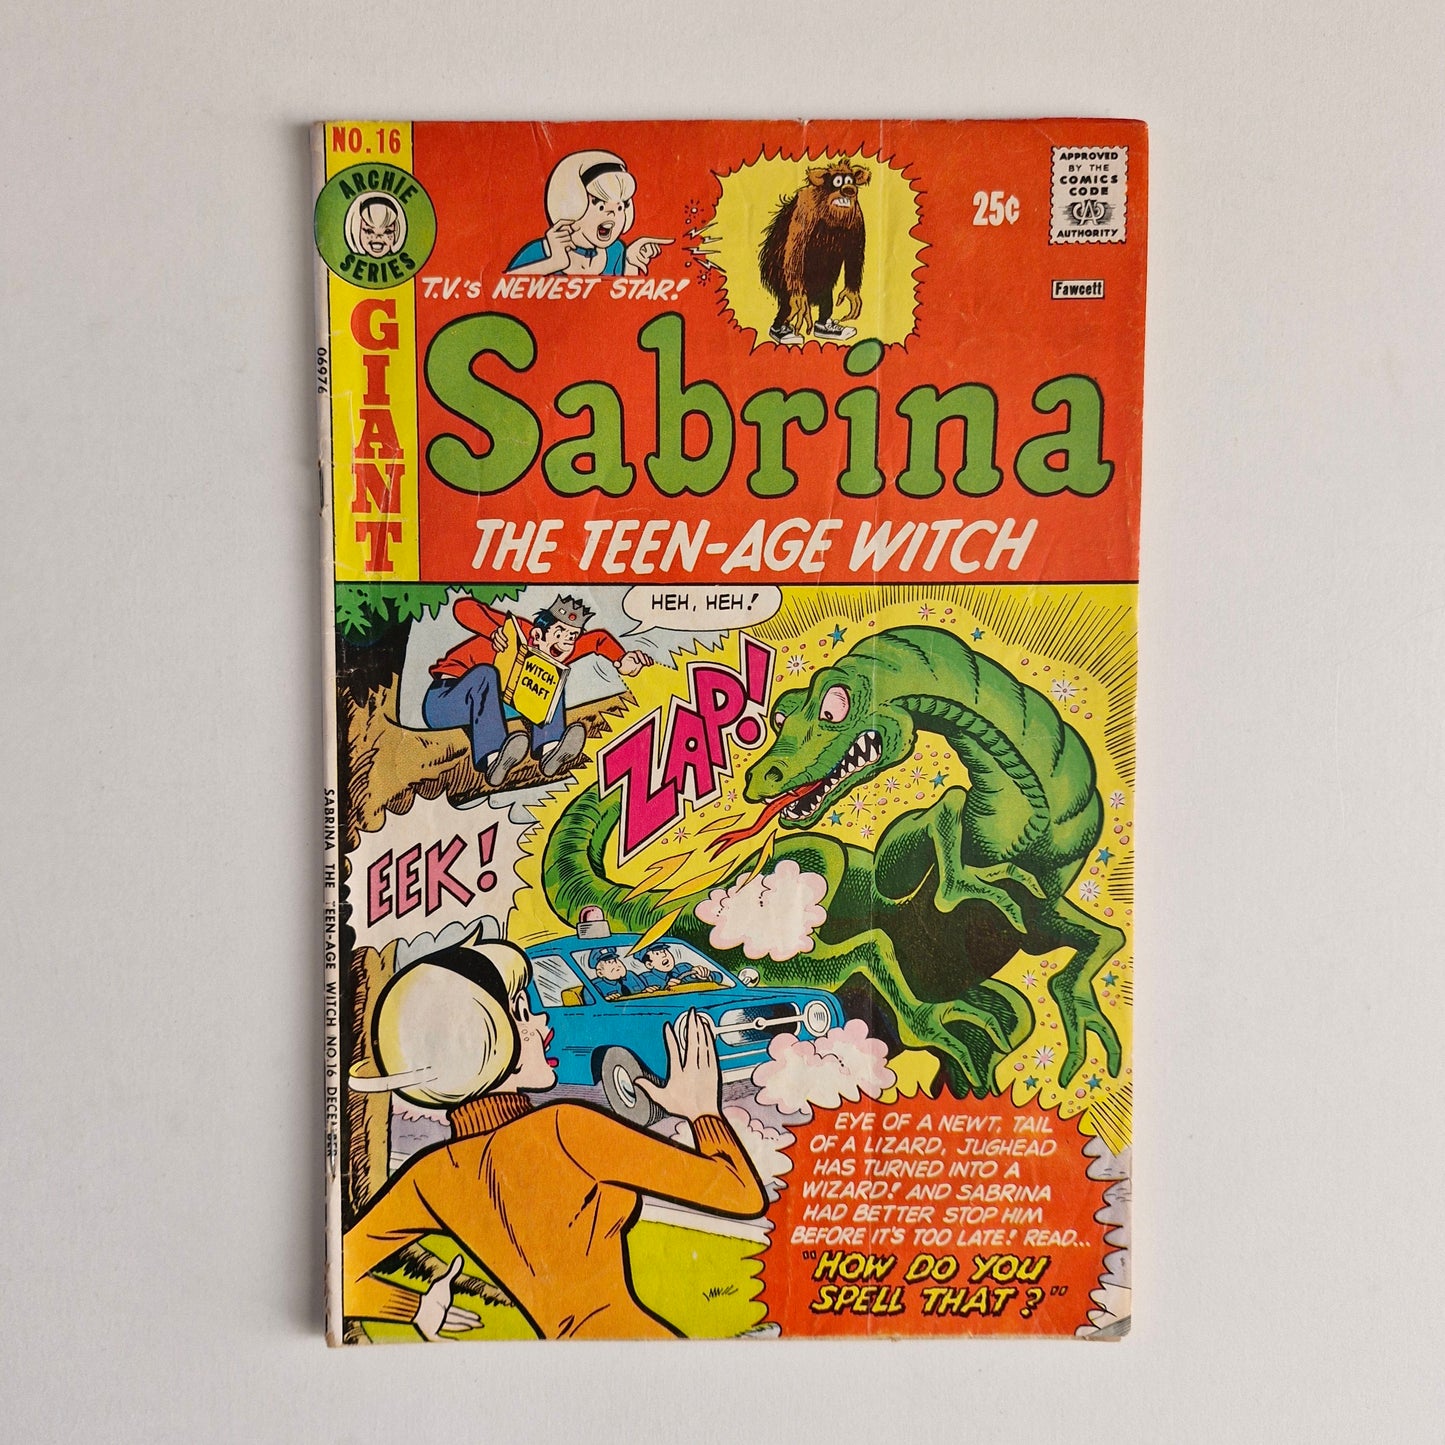 NO. 16
ARCHIE
SERIES
GIANT
T.V.'s NEWEST STAR!
25¢
APPROVED
BY THE
COMICS
CODE
CA
AUTHORITY
Fawcett
Sabrina
THE TEEN-AGE WITCH
06976
HEH, HEH!
WITCH-
CRAFT
ZAP!
EEK!
SABRINA THE TEEN-AGE WITCH NO. 16 DECEMBER
EYE OF A NEWT, TAIL
OF A LIZARD, JUGHEAD
HAS TURNED INTO A
WIZARD! AND SABRINA
HAD BETTER STOP HIM
BEFORE IT'S TOO LATE! READ...
"HOW DO YOU
SPELL THAT?"